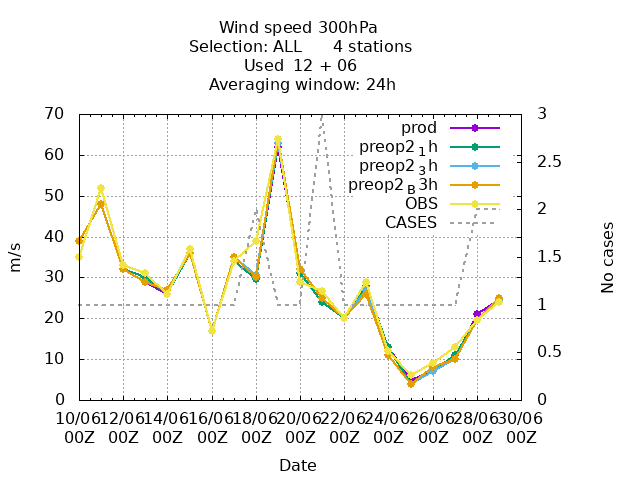 Wind speed 300hPa
Selection: ALL 4 stations
Used 12 + 06
Averaging window: 24h
70
60
50
40
30
20
10
0
m/s
3
2.5
2
1.5
1
0.5
0
No cases
prod
preop2 1h
preop2 3h
preop2 B3h
OBS
CASES
10/06 12/06 14/06 16/06 18/06 20/06 22/06 24/06 26/06 28/06 30/06
00Z 00Z 00Z 00Z 00Z 00Z 00Z 00Z 00Z 00Z 00Z
Date